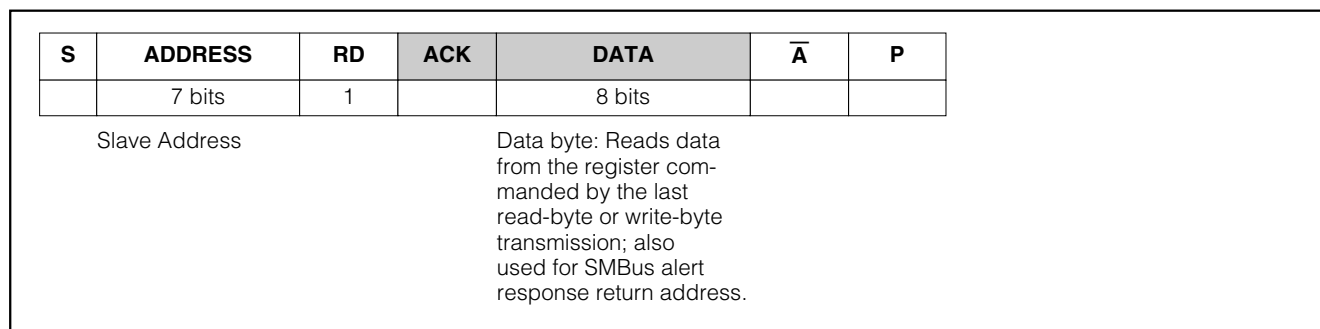 S ADDRESS RD ACK DATA A̅ P
7 bits 1 8 bits
Slave Address
Data byte: Reads data
from the register com-
manded by the last
read-byte or write-byte
transmission; also
used for SMBus alert
response return address.